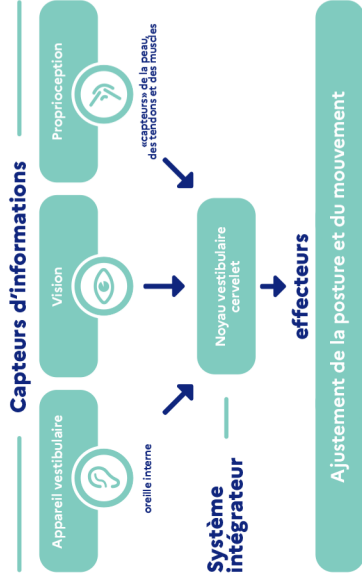 Capteurs d’informations
Appareil vestibulaire
Vision
Proprioception
oreille interne
«capteurs» de la peau,
des tendons et des muscles
Système
intégrateur
Noyau vestibulaire
cervelet
effecteurs
Ajustement de la posture et du mouvement